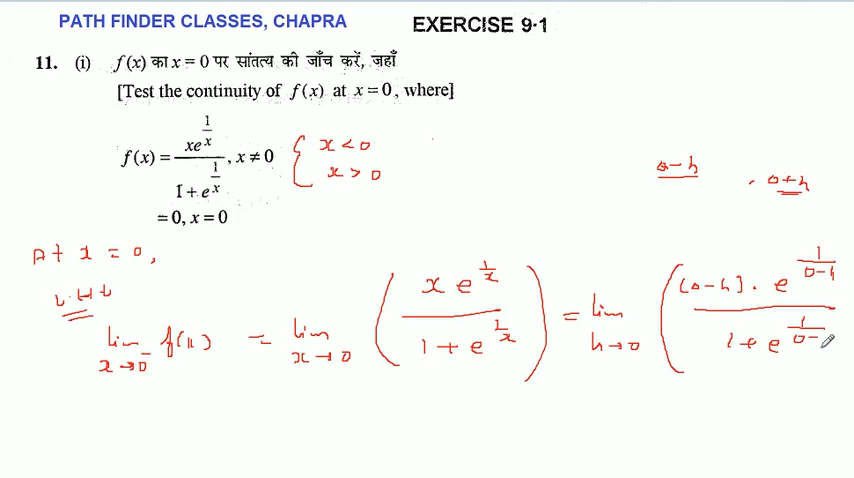 PATH FINDER CLASSES, CHAPRA
EXERCISE 9·1
11. (i) f(x) का x = 0 पर सांतत्य की जाँच करें, जहाँ
[Test the continuity of f(x) at x = 0, where]
f(x) = xe^(1/x) / (1 + e^(1/x)), x ≠ 0 { x < 0
x > 0
= 0, x = 0
0-h
0+h
At x = 0,
L.H.L
lim x→0⁻ f(x) = lim x→0 (x e^(1/x) / (1 + e^(1/x))) = lim h→0 ((0-h). e^(1/(0-h)) / (1 + e^(1/(0-